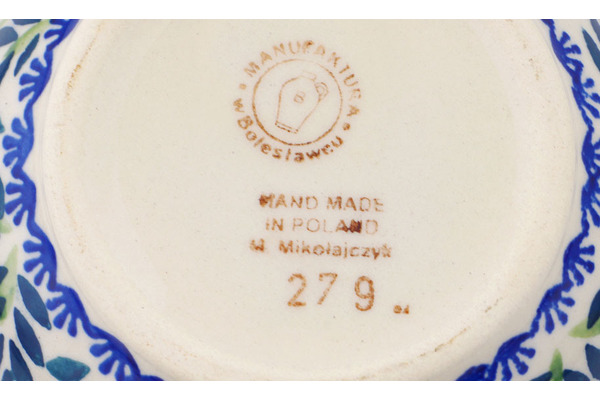 MANUFAKTURA
w Bolesławcu
HAND MADE
IN POLAND
M. Mikołajczyk
279